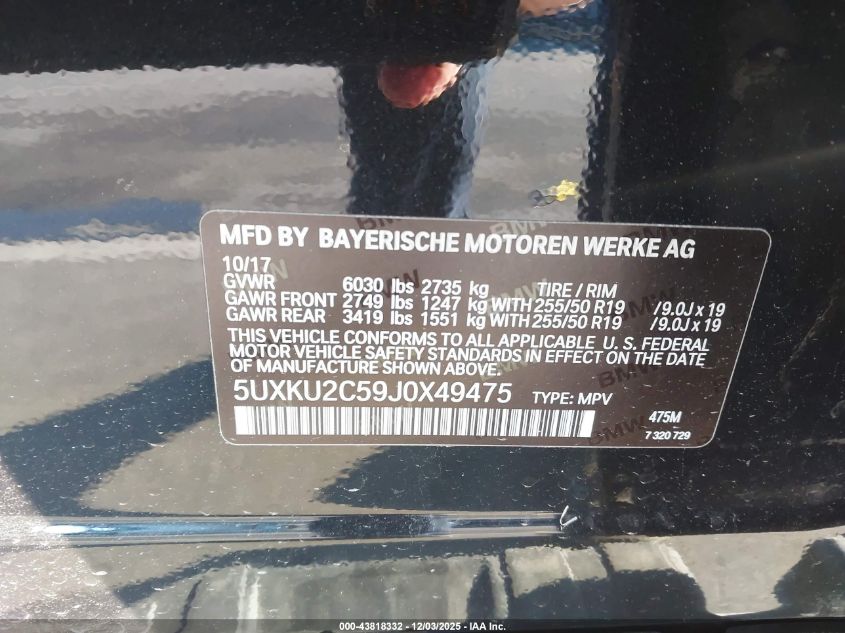 MFD BY BAYERISCHE MOTOREN WERKE AG
10/17
GVWR 6030 lbs 2735 kg TIRE / RIM
GAWR FRONT 2749 lbs 1247 kg WITH 255/50 R19 /9.0J x 19
GAWR REAR 3419 lbs 1551 kg WITH 255/50 R19 /9.0J x 19
THIS VEHICLE CONFORMS TO ALL APPLICABLE U. S. FEDERAL
MOTOR VEHICLE SAFETY STANDARDS IN EFFECT ON THE DATE
OF MANUFACTURE SHOWN ABOVE.
5UXKU2C59J0X49475 TYPE: MPV
475M
7 320 729
000-43818332 - 12/03/2025 - IAA Inc.